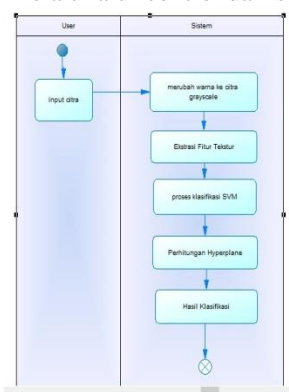 User
Sistem
input citra
merubah warna ke citra
grayscale
Ekstrasi Fitur Tekstur
proses klasifikasi SVM
Perhitungan Hyperplane
Hasil Klasifikasi